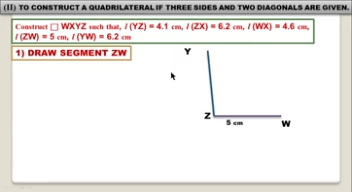 (II) TO CONSTRUCT A QUADRILATERAL IF THREE SIDES AND TWO DIAGONALS ARE GIVEN.
Construct □ WXYZ such that, l (YZ) = 4.1 cm, l (ZX) = 6.2 cm, l (WX) = 4.6 cm,
l (ZW) = 5 cm, l (YW) = 6.2 cm
1) DRAW SEGMENT ZW
Y
Z
5 cm
W